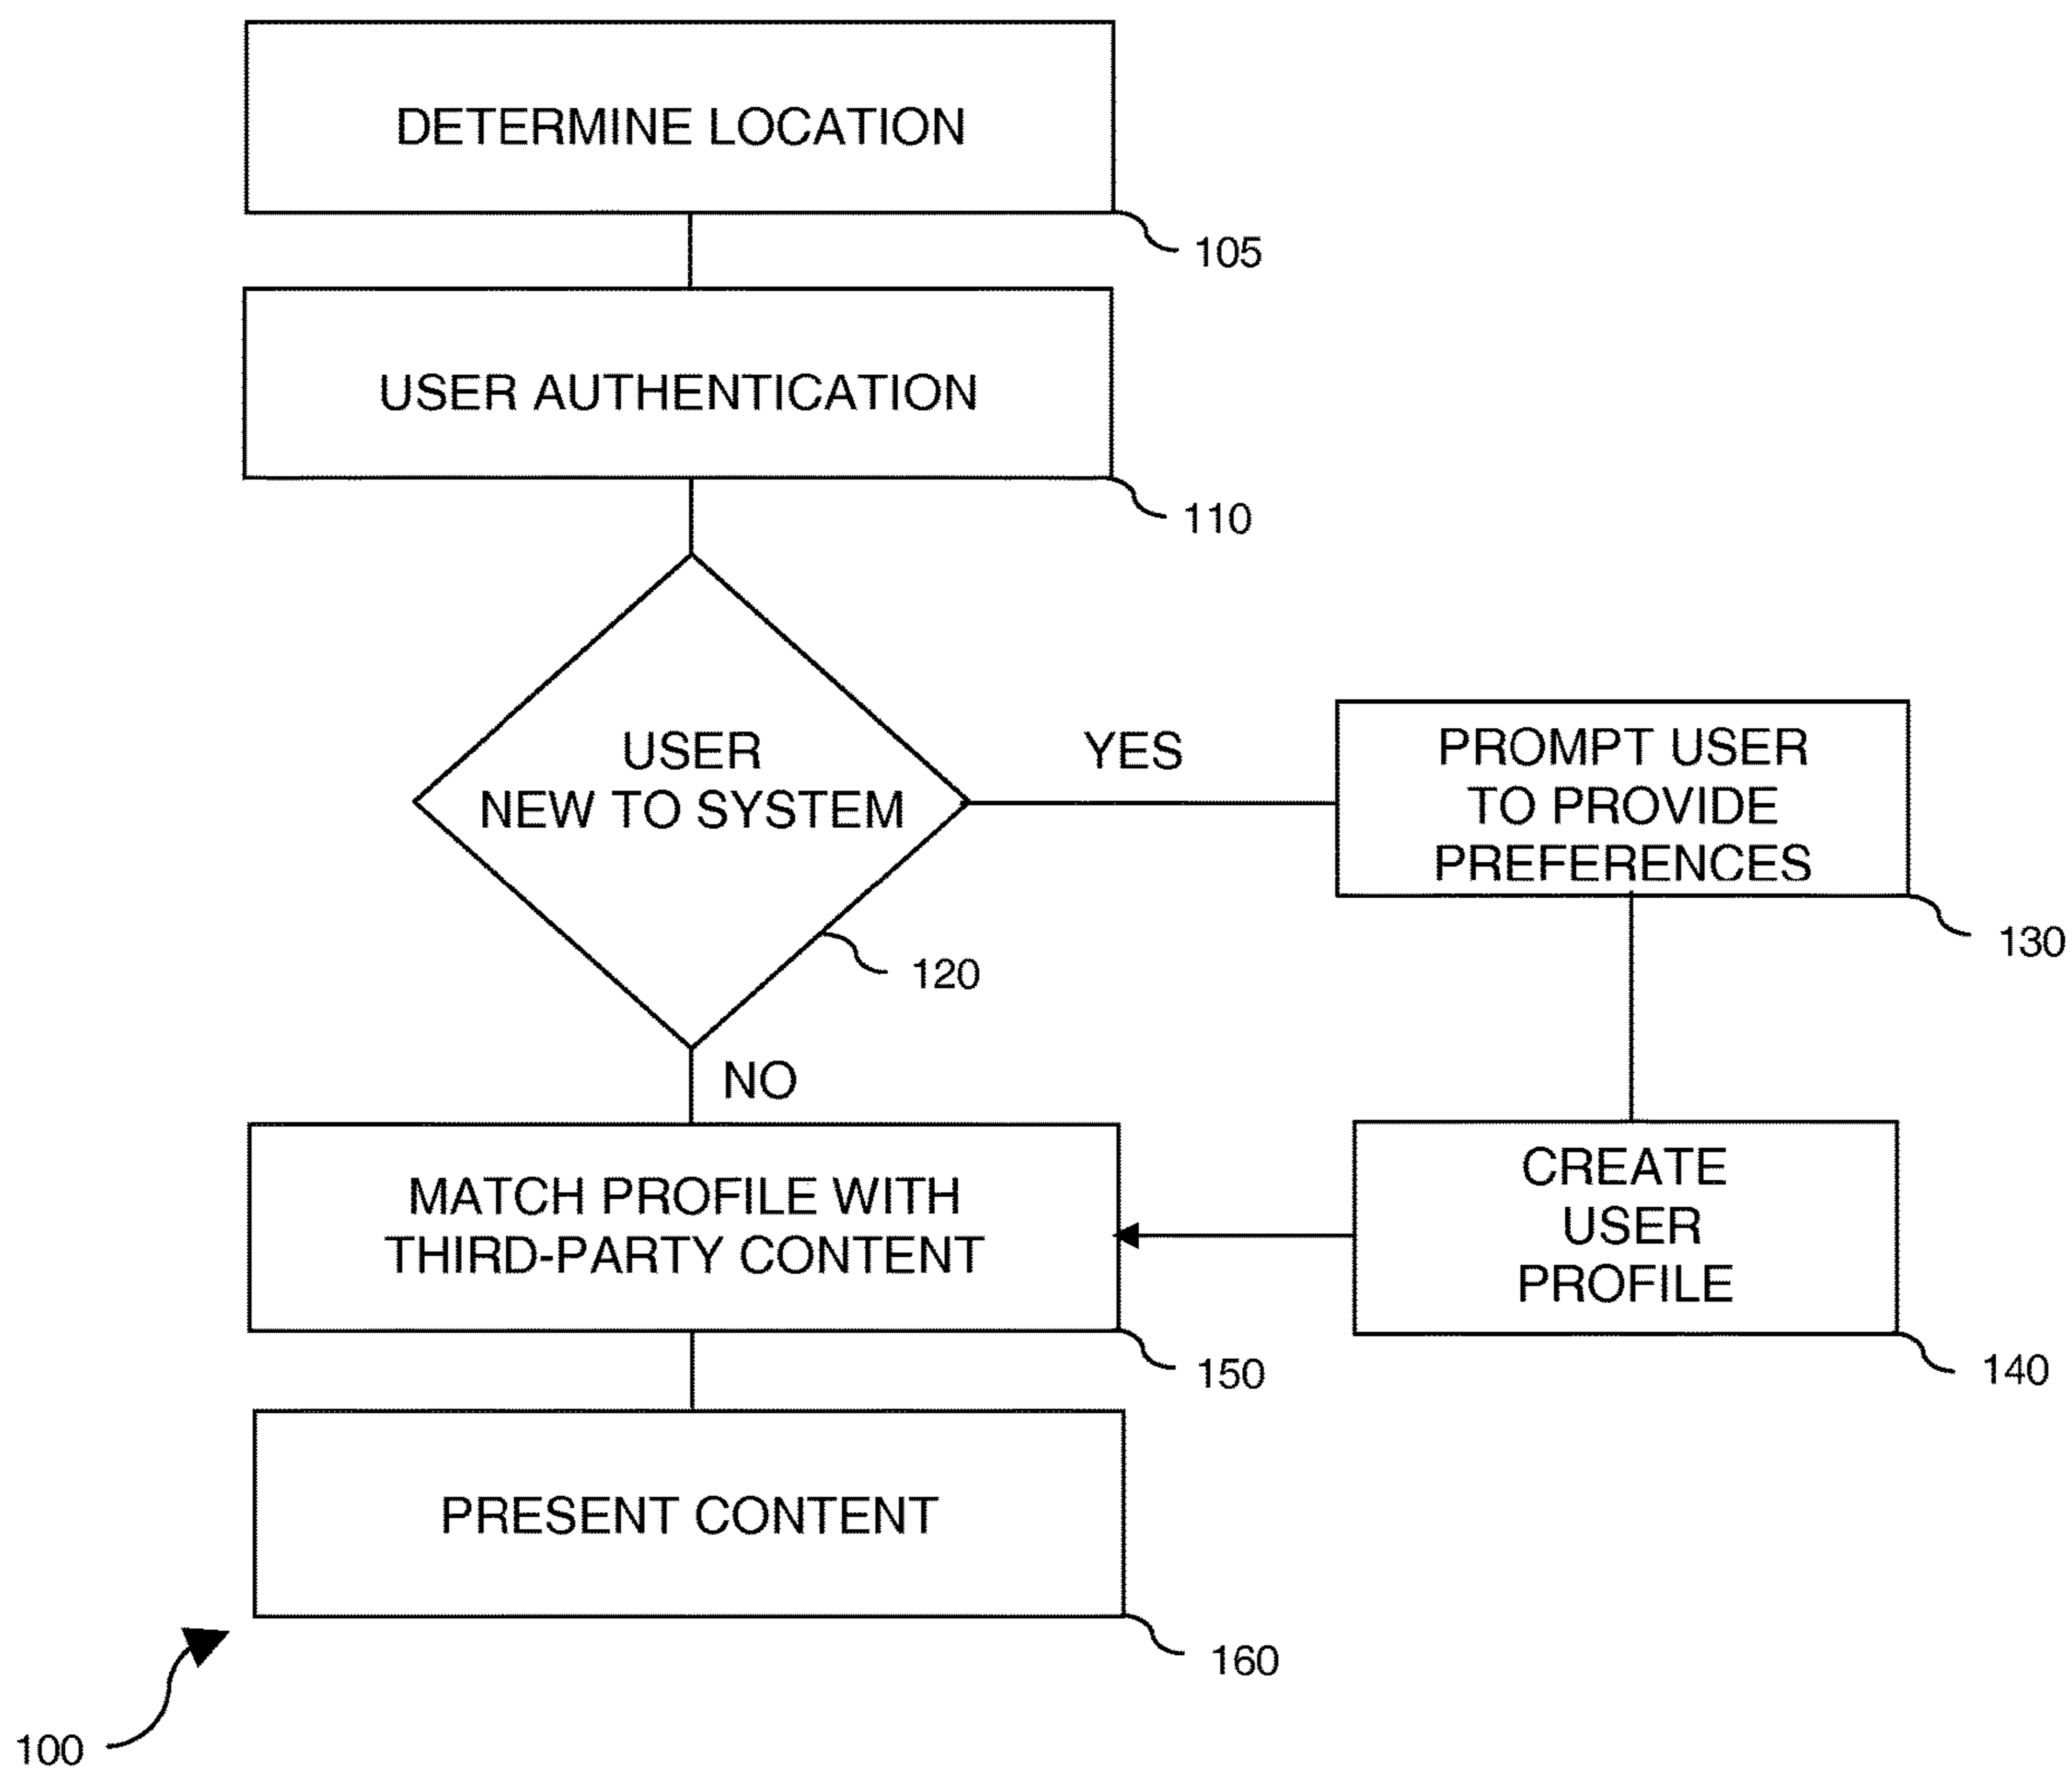 DETERMINE LOCATION
105
USER AUTHENTICATION
110
USER
NEW TO SYSTEM
120
YES
PROMPT USER
TO PROVIDE
PREFERENCES
130
NO
MATCH PROFILE WITH
THIRD-PARTY CONTENT
150
CREATE
USER
PROFILE
140
PRESENT CONTENT
160
100